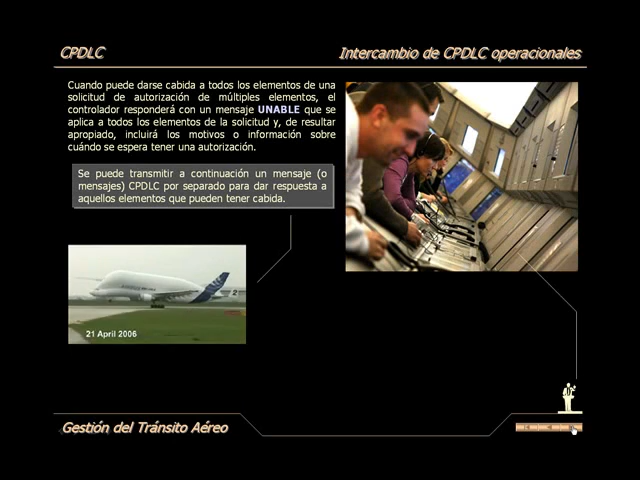 CPDLC
Intercambio de CPDLC operacionales
Cuando puede darse cabida a todos los elementos de una
solicitud de autorización de múltiples elementos, el
controlador responderá con un mensaje UNABLE que se
aplica a todos los elementos de la solicitud y, de resultar
apropiado, incluirá los motivos o información sobre
cuándo se espera tener una autorización.
Se puede transmitir a continuación un mensaje (o
mensajes) CPDLC por separado para dar respuesta a
aquellos elementos que pueden tener cabida.
2
21 April 2006
Gestión del Tránsito Aéreo